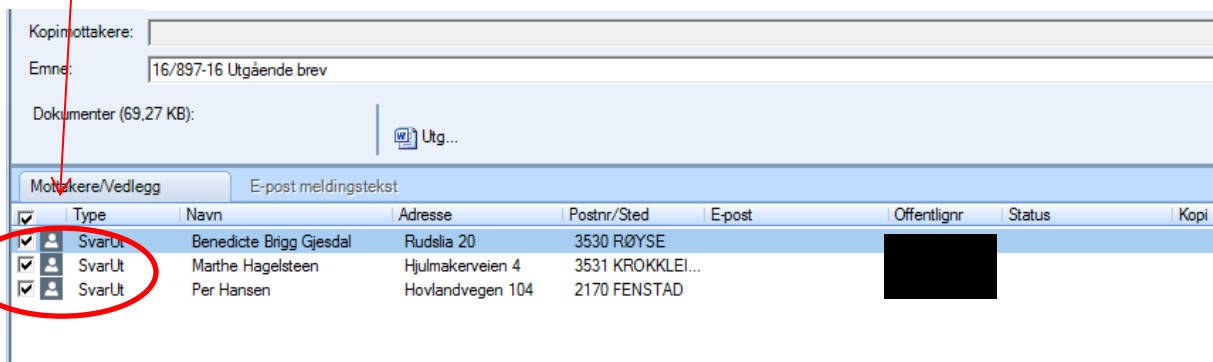 Kopimottakere:
Emne: 16/897-16 Utgående brev
Dokumenter (69,27 KB): Utg...
Mottakere/Vedlegg E-post meldingstekst
Type Navn Adresse Postnr/Sted E-post Offentlignr Status Kopi
SvarUt Benedicte Brigg Gjesdal Rudslia 20 3530 RØYSE
SvarUt Marthe Hagelsteen Hjulmakerveien 4 3531 KROKKLEI...
SvarUt Per Hansen Hovlandvegen 104 2170 FENSTAD